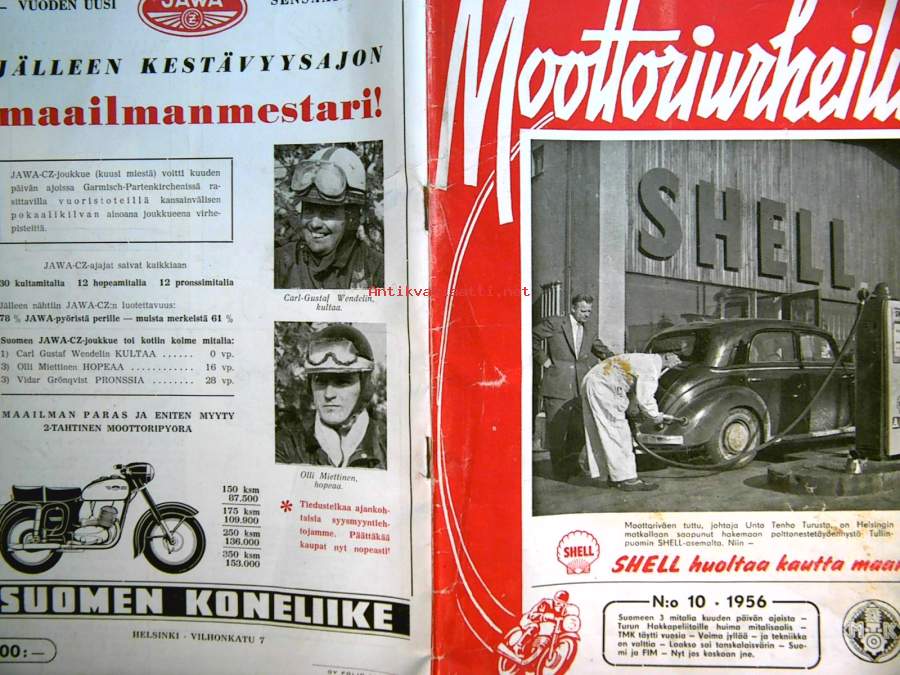 VUODEN UUSI
JAWA
JÄLLEEN KESTÄVYYSAJON
maailmanmestari!
JAWA-CZ-joukkue (kuusi miestä) voitti kuuden
päivän ajoissa Garmisch-Partenkirchenissä ra-
sittavilla vuoristoteillä kansainvälisen
pokaalikilvan ainoana joukkueena virhe-
pisteittä.
JAWA-CZ-ajajat saivat kaikkiaan
30 kultamitalia 12 hopeamitalia 12 pronssimitalia
Jälleen nähtiin JAWA-CZ:n luotettavuus:
78 % JAWA-pyöristä perille — muista merkeistä 61 %
Suomen JAWA-CZ-joukkue toi kotiin kolme mitalia:
1) Carl Gustaf Wendelin KULTAA ...... 0 vp.
3) Olli Miettinen HOPEAA ............ 16 vp.
3) Vidar Grönqvist PRONSSIA ........ 28 vp.
MAAILMAN PARAS JA ENITEN MYYTY
2-TAHTINEN MOOTTORIPYORA
Carl-Gustaf Wendelin,
kultaa.
Olli Miettinen,
hopeaa.
150 ksm
87.500
175 ksm
109.900
250 ksm
136.000
350 ksm
153.000
* Tiedustelkaa ajankoh-
taisia syysmyyntieh-
tojamme. Päättäkää
kaupat nyt nopeasti!
SUOMEN KONELIIKE
HELSINKI · VILHONKATU 7
00:—
Antikvariaatti.net
Moottoriurheilu
SHELL
Moottoriväen tuttu, johtaja Unto Tenho Turusta, on Helsingin
matkallaan saapunut hakemaan polttonestetäydennystä Tullin-
puomin SHELL-asemalta. Niin —
SHELL
SHELL huoltaa kautta maan
N:o 10 · 1956
Suomeen 3 mitalia kuuden päivän ajoista —
Turun Hakkapeliitoille huima mitalisaalis —
TMK täytti vuosia — Voima jyllää — ja tekniikka
on valttia — Laakso sai tanskalaisvärin — Suo-
mi ja FIM — Nyt jos koskaan jne.